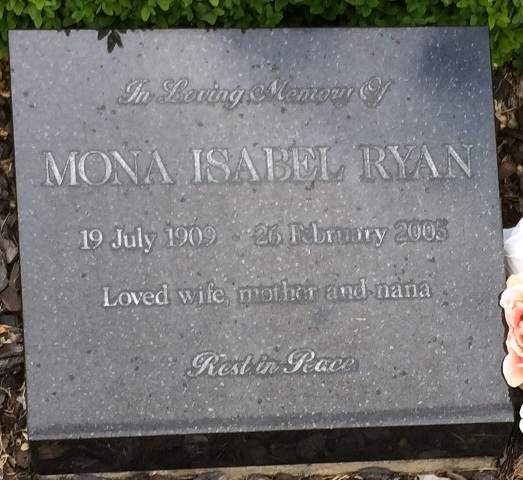 In Loving Memory Of
MONA ISABEL RYAN
19 July 1909 - 26 February 2005
Loved wife, mother and nana
Rest in Peace